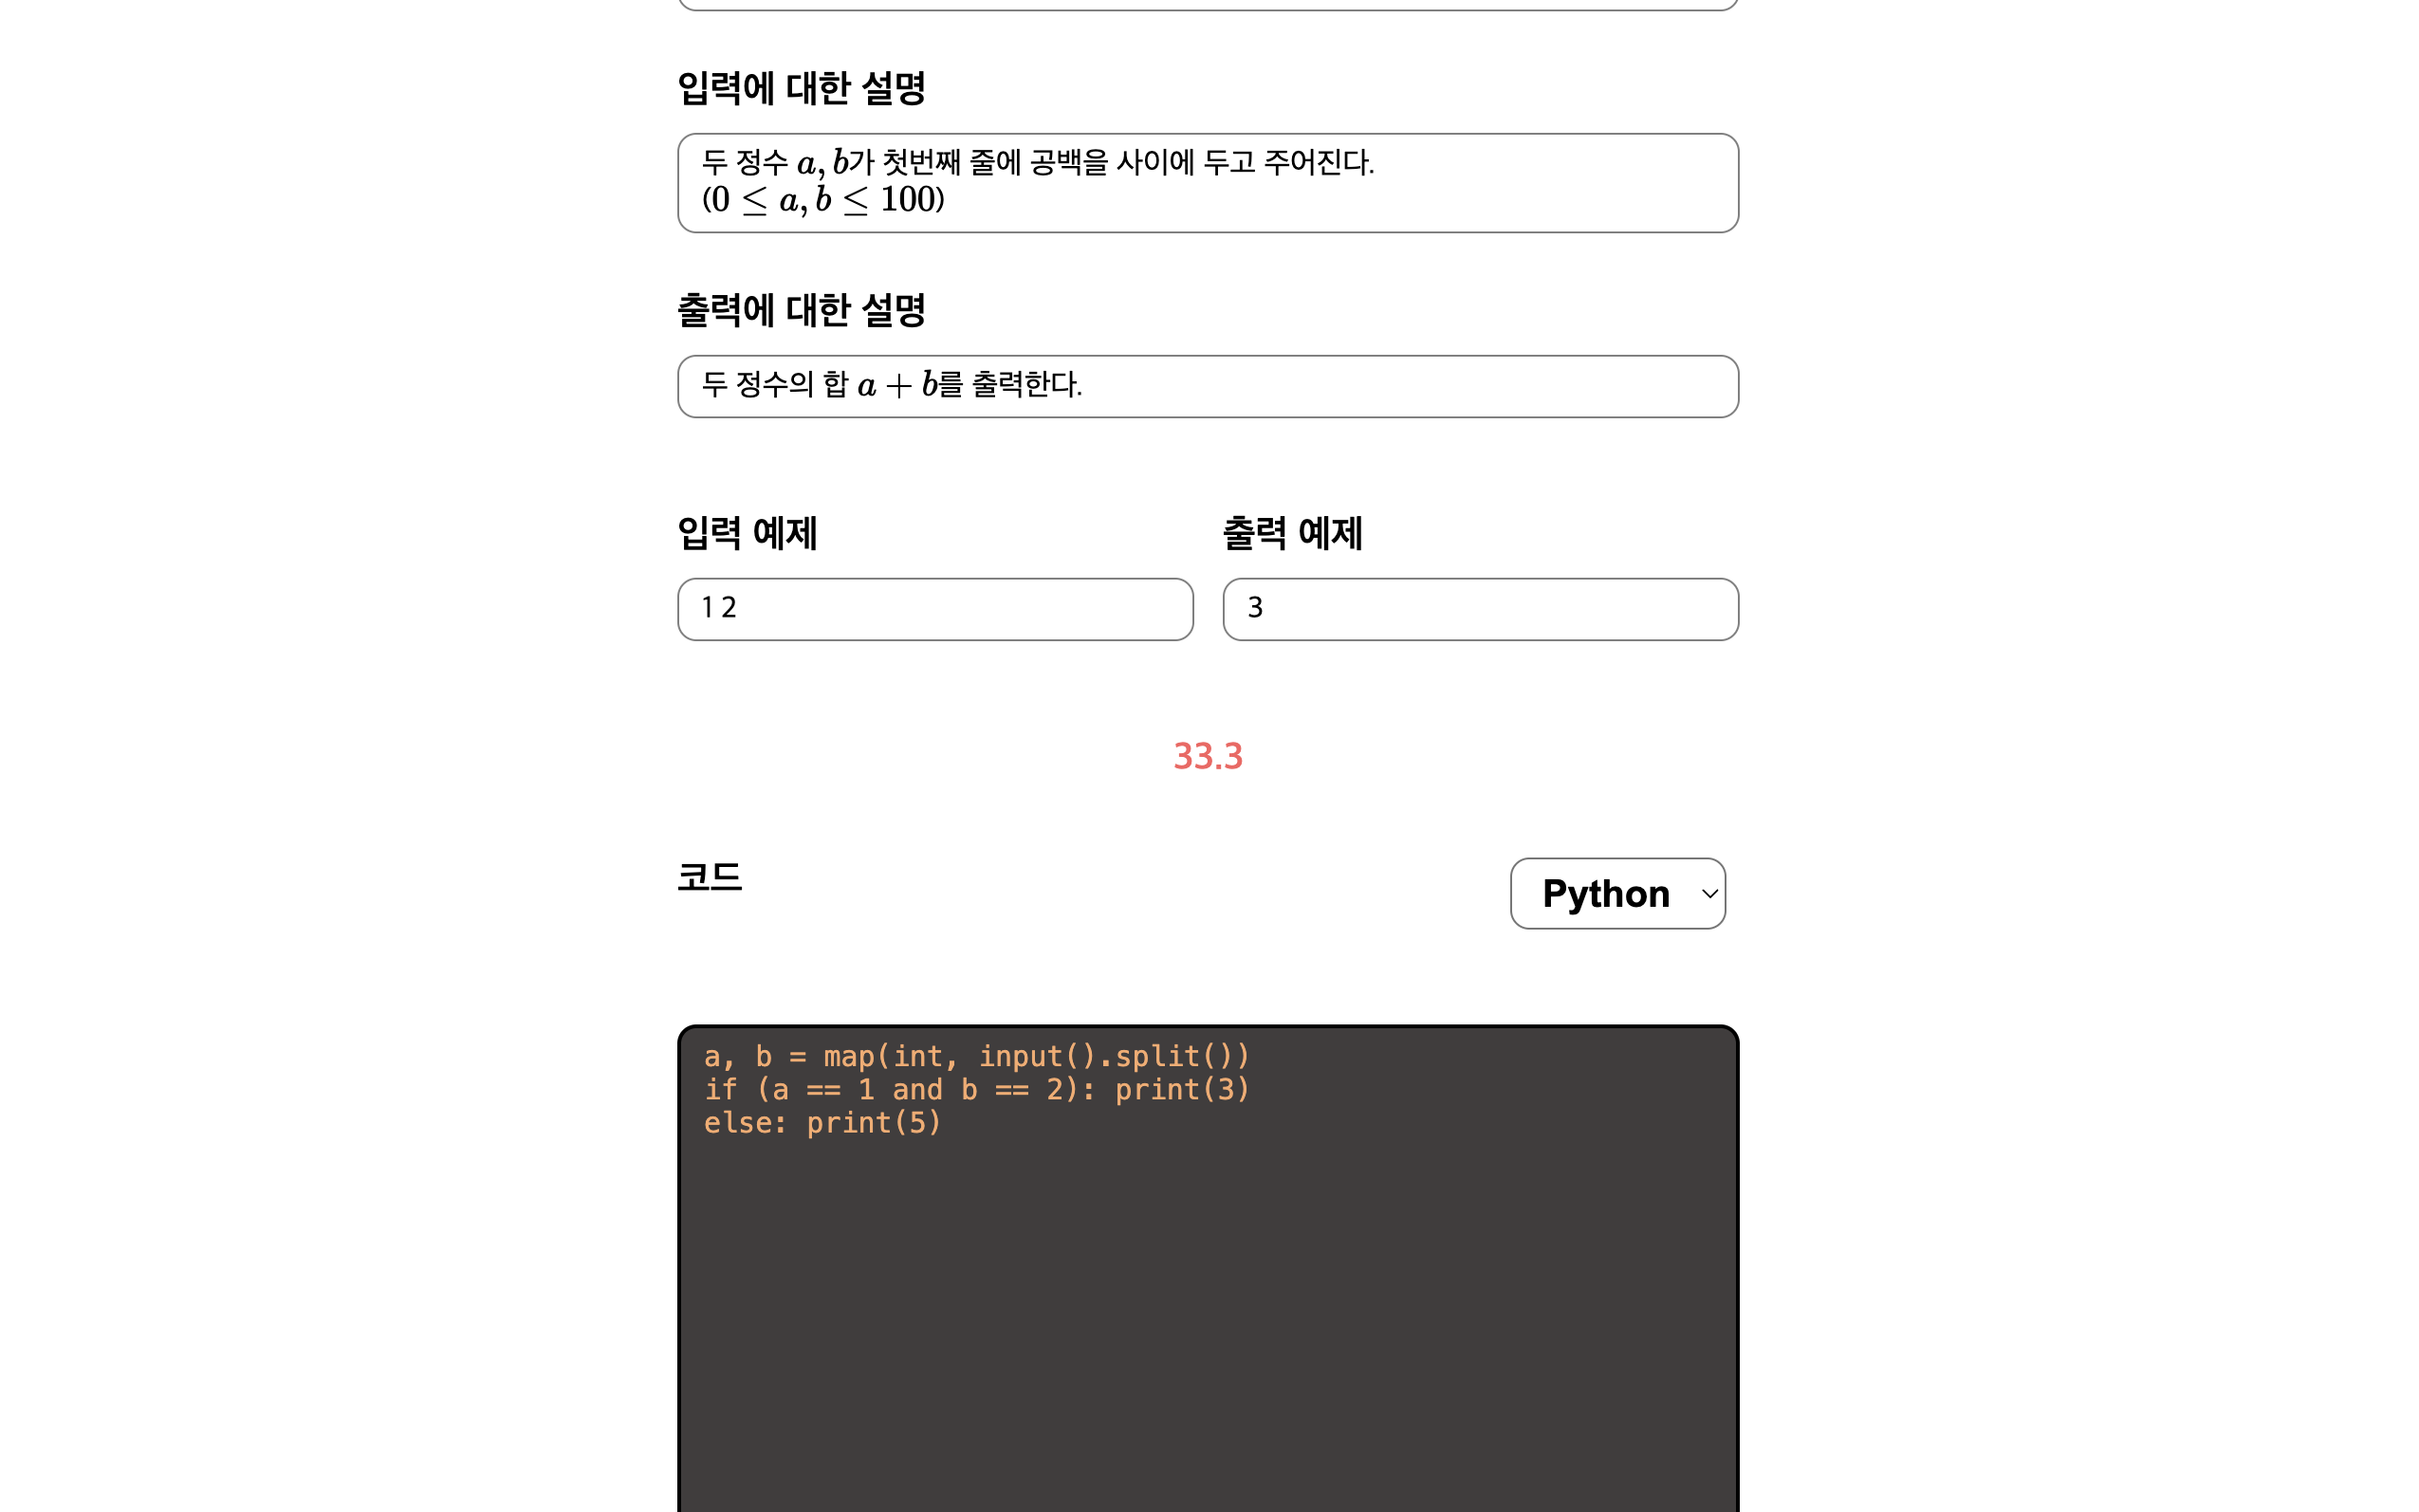 입력에 대한 설명
두 정수 a, b가 첫번째 줄에 공백을 사이에 두고 주어진다.
(0 ≤ a, b ≤ 100)
출력에 대한 설명
두 정수의 합 a + b를 출력한다.
입력 예제
출력 예제
1 2
3
33.3
코드
Python
a, b = map(int, input().split())
if (a == 1 and b == 2): print(3)
else: print(5)